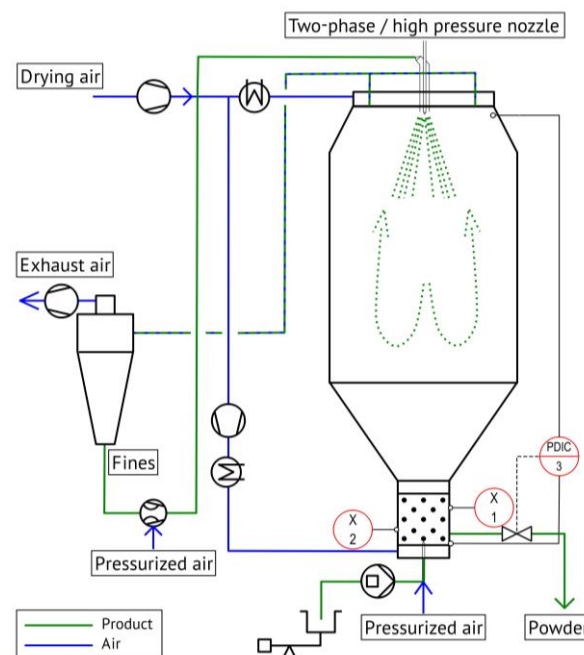 Two-phase / high pressure nozzle
Drying air
Exhaust air
Fines
PDIC
3
X
1
X
2
Pressurized air
Pressurized air
Powder
Product
Air